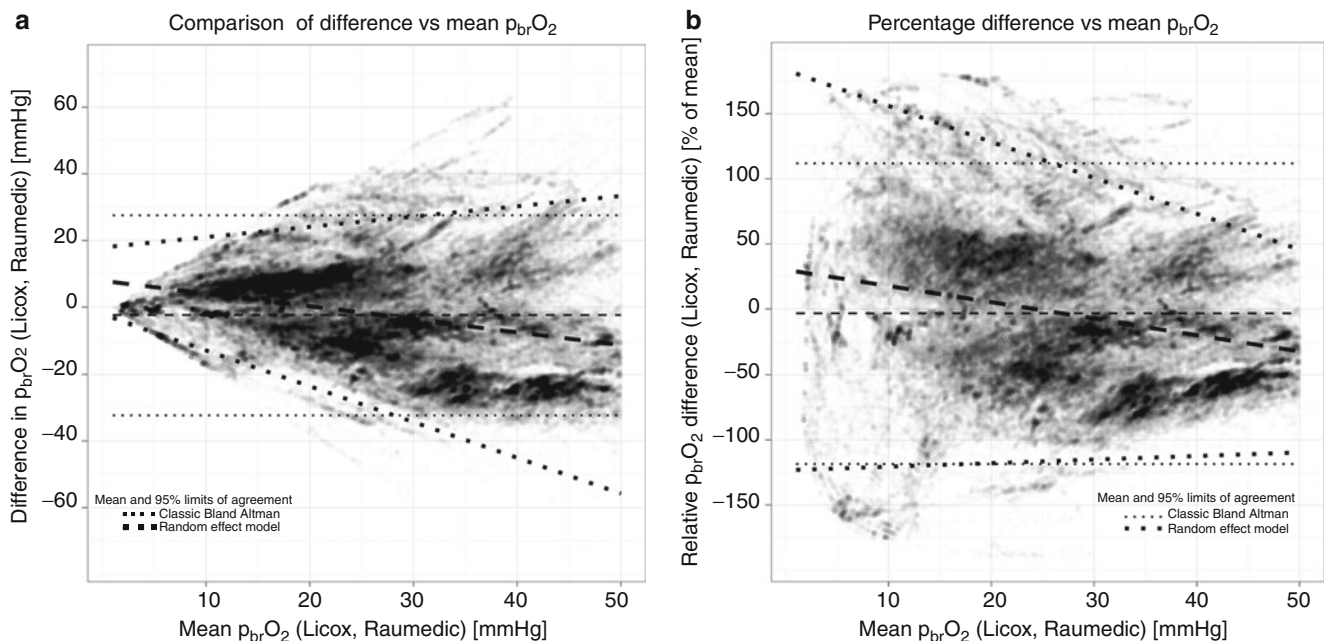 a Comparison of difference vs mean pbrO2
Difference in pbrO2 (Licox, Raumedic) [mmHg]
60
40
20
0
−20
−40
−60
Mean and 95% limits of agreement
Classic Bland Altman
Random effect model
10 20 30 40 50
Mean pbrO2 (Licox, Raumedic) [mmHg]
b Percentage difference vs mean pbrO2
Relative pbrO2 difference (Licox, Raumedic) [% of mean]
150
100
50
0
−50
−100
−150
Mean and 95% limits of agreement
Classic Bland Altman
Random effect model
10 20 30 40 50
Mean pbrO2 (Licox, Raumedic) [mmHg]